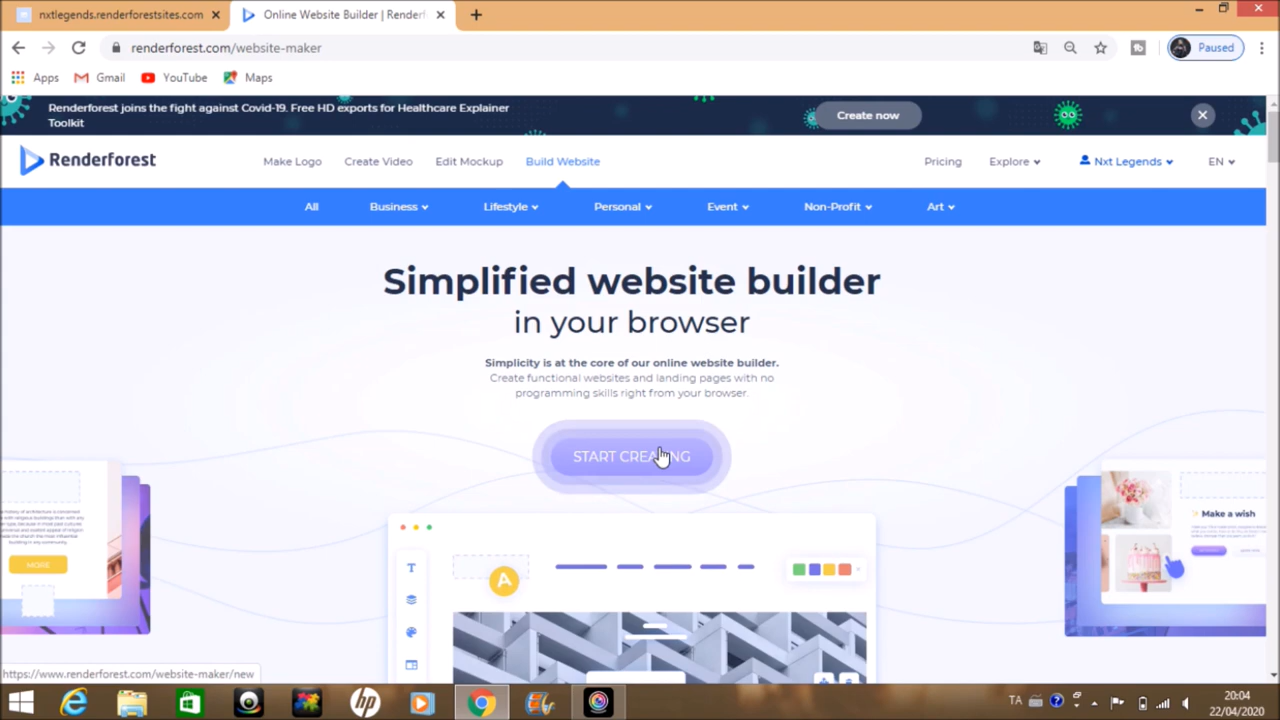 nxtlegends.renderforestsites.com
Online Website Builder | Renderf
renderforest.com/website-maker
Paused
Apps Gmail YouTube Maps
Renderforest joins the fight against Covid-19. Free HD exports for Healthcare Explainer
Toolkit
Create now
Renderforest
Make Logo Create Video Edit Mockup Build Website Pricing Explore Nxt Legends EN
All Business Lifestyle Personal Event Non-Profit Art
Simplified website builder
in your browser
Simplicity is at the core of our online website builder.
Create functional websites and landing pages with no
programming skills right from your browser.
START CREATING
MORE
Make a wish
T
A
https://www.renderforest.com/website-maker/new
hp
TA
20:04
22/04/2020